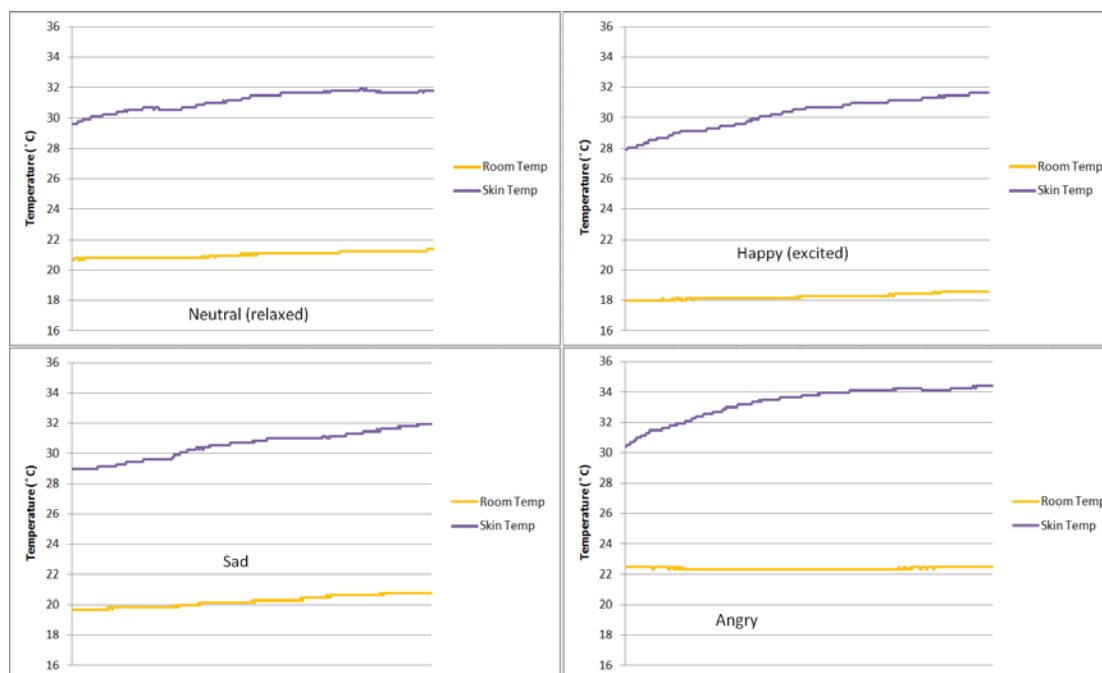 36
34
32
30
28
26
24
22
20
18
16
Temperature (˚C)
Room Temp
Skin Temp
Neutral (relaxed)
36
34
32
30
28
26
24
22
20
18
16
Temperature (˚C)
Room Temp
Skin Temp
Happy (excited)
36
34
32
30
28
26
24
22
20
18
16
Temperature (˚C)
Room Temp
Skin Temp
Sad
36
34
32
30
28
26
24
22
20
18
16
Temperature (˚C)
Room Temp
Skin Temp
Angry